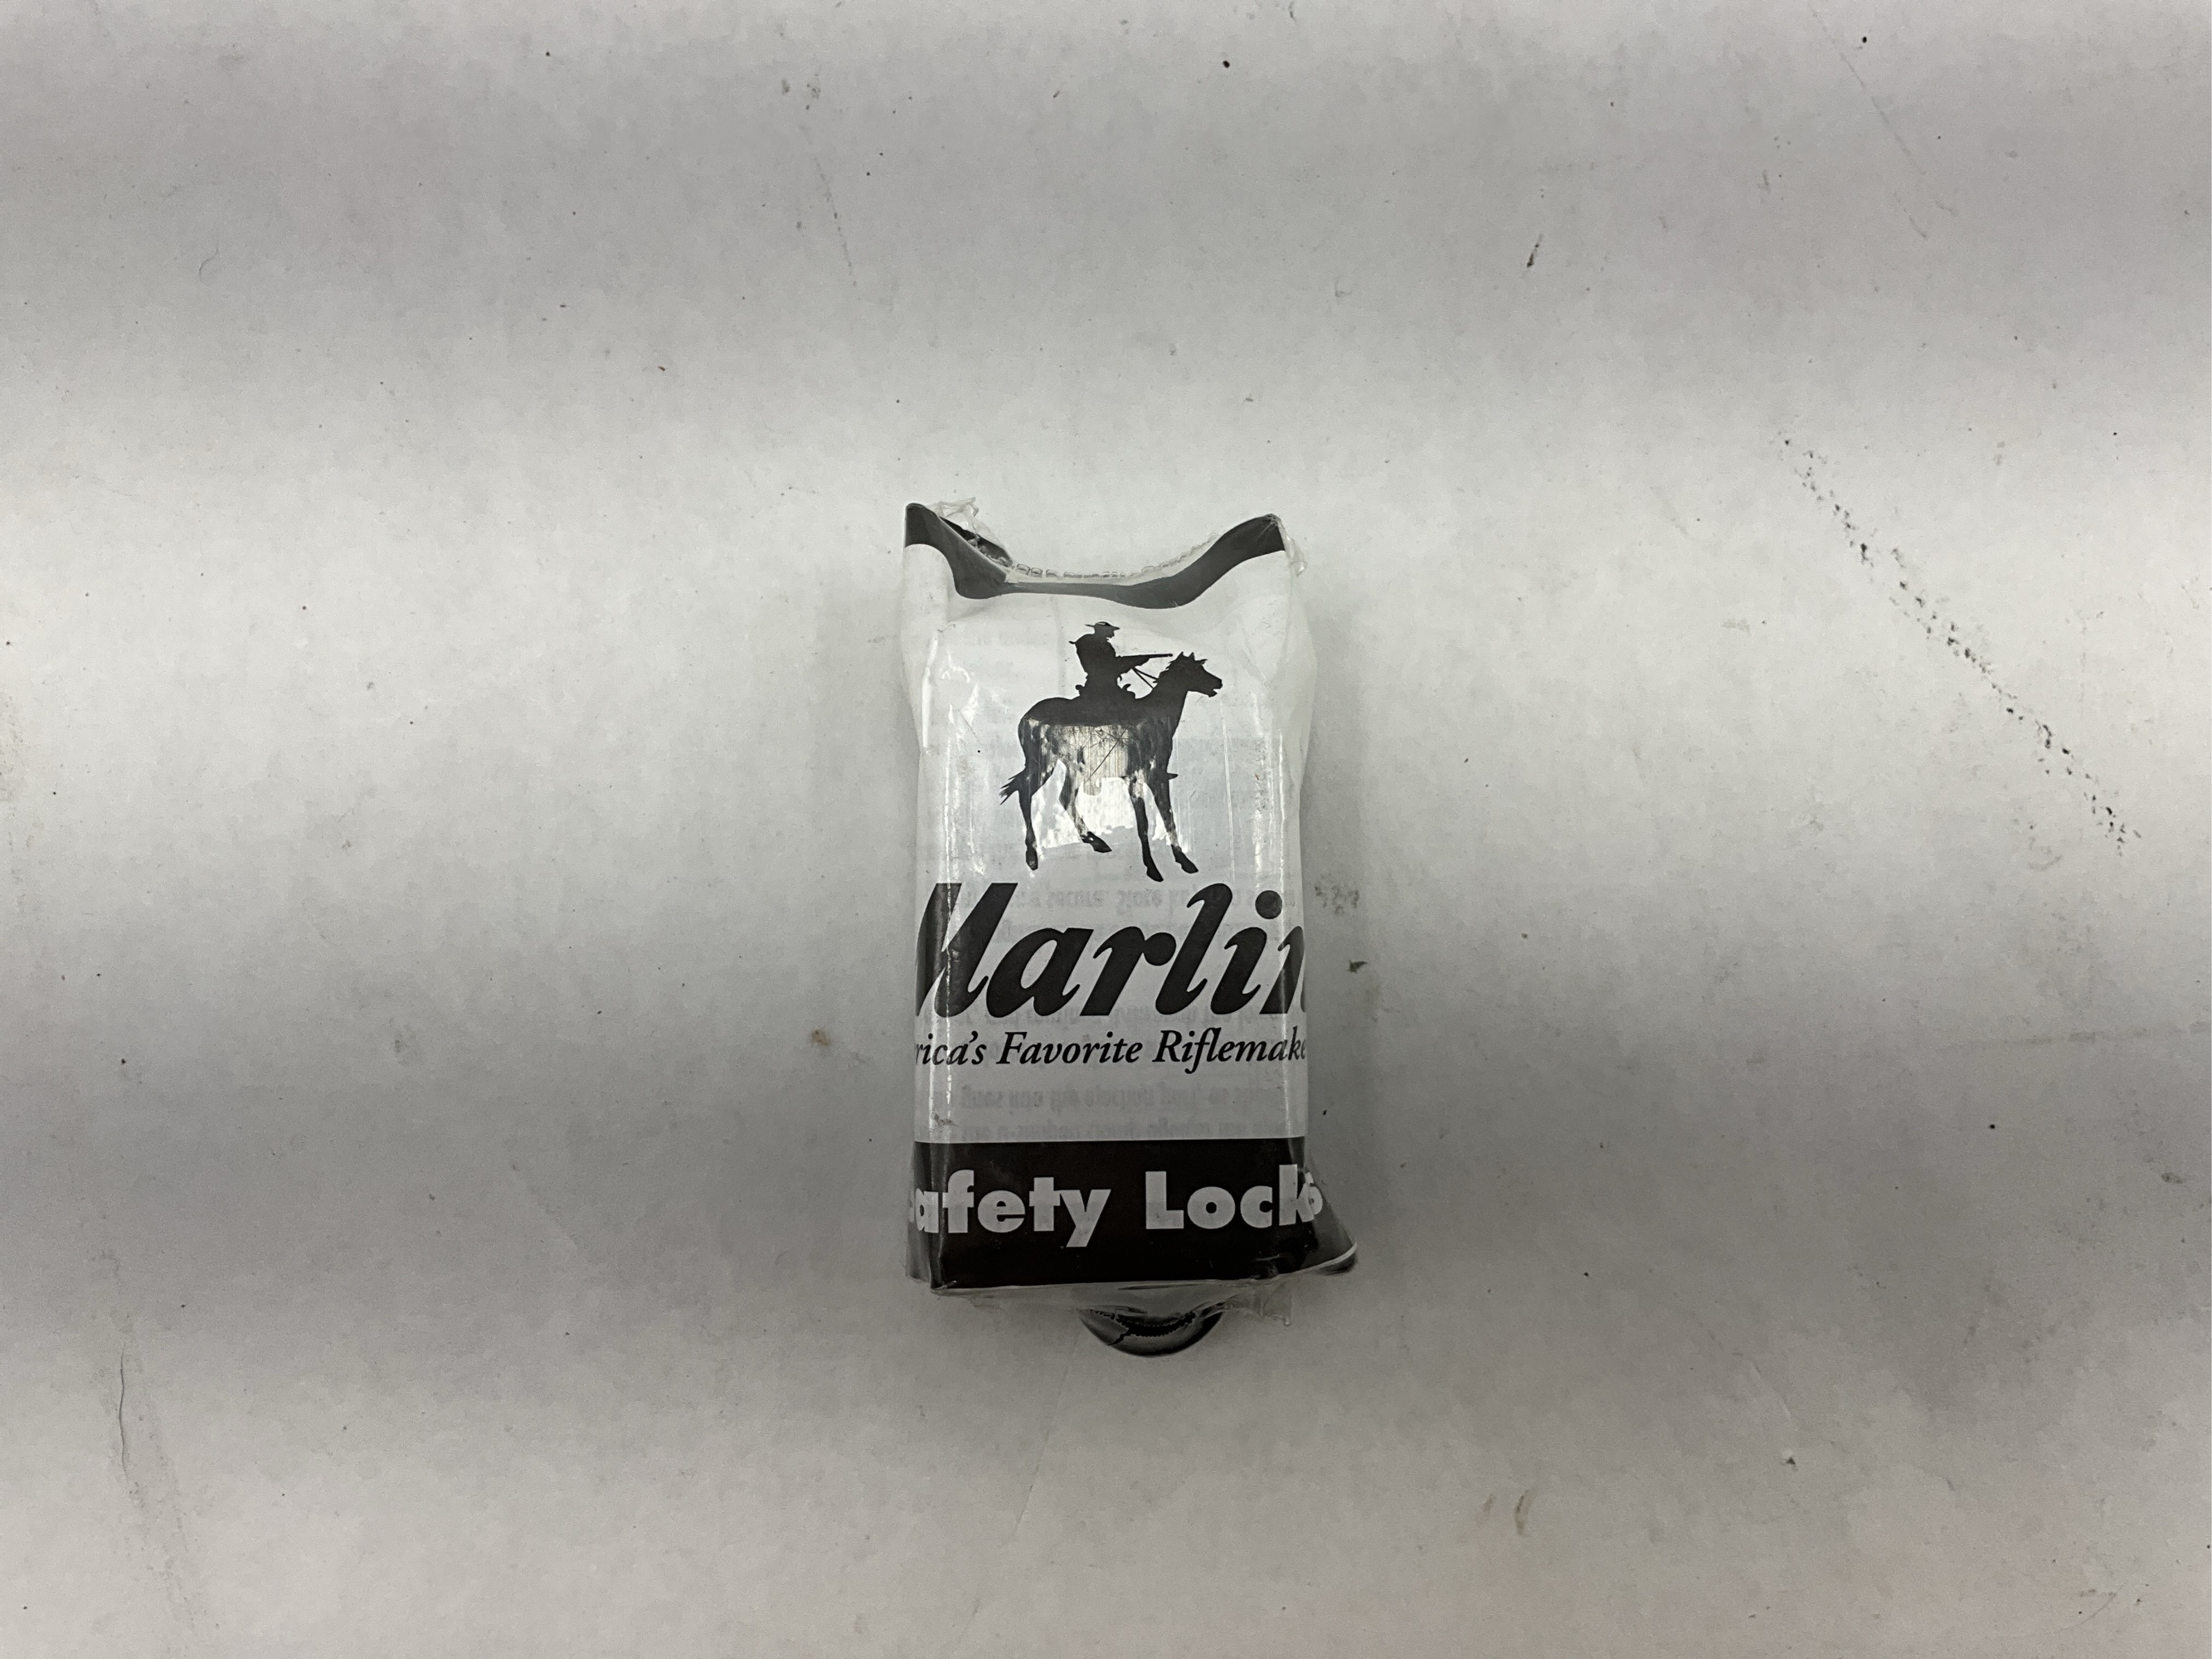 Marlin
rica's Favorite Riflemake
afety Lock